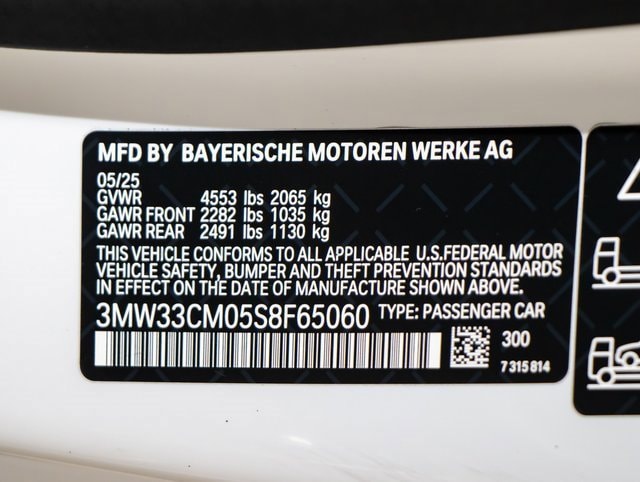 MFD BY BAYERISCHE MOTOREN WERKE AG
05/25
GVWR 4553 lbs 2065 kg
GAWR FRONT 2282 lbs 1035 kg
GAWR REAR 2491 lbs 1130 kg
THIS VEHICLE CONFORMS TO ALL APPLICABLE U.S.FEDERAL MOTOR
VEHICLE SAFETY, BUMPER AND THEFT PREVENTION STANDARDS
IN EFFECT ON THE DATE OF MANUFACTURE SHOWN ABOVE.
3MW33CM05S8F65060 TYPE: PASSENGER CAR
300
7 315 814